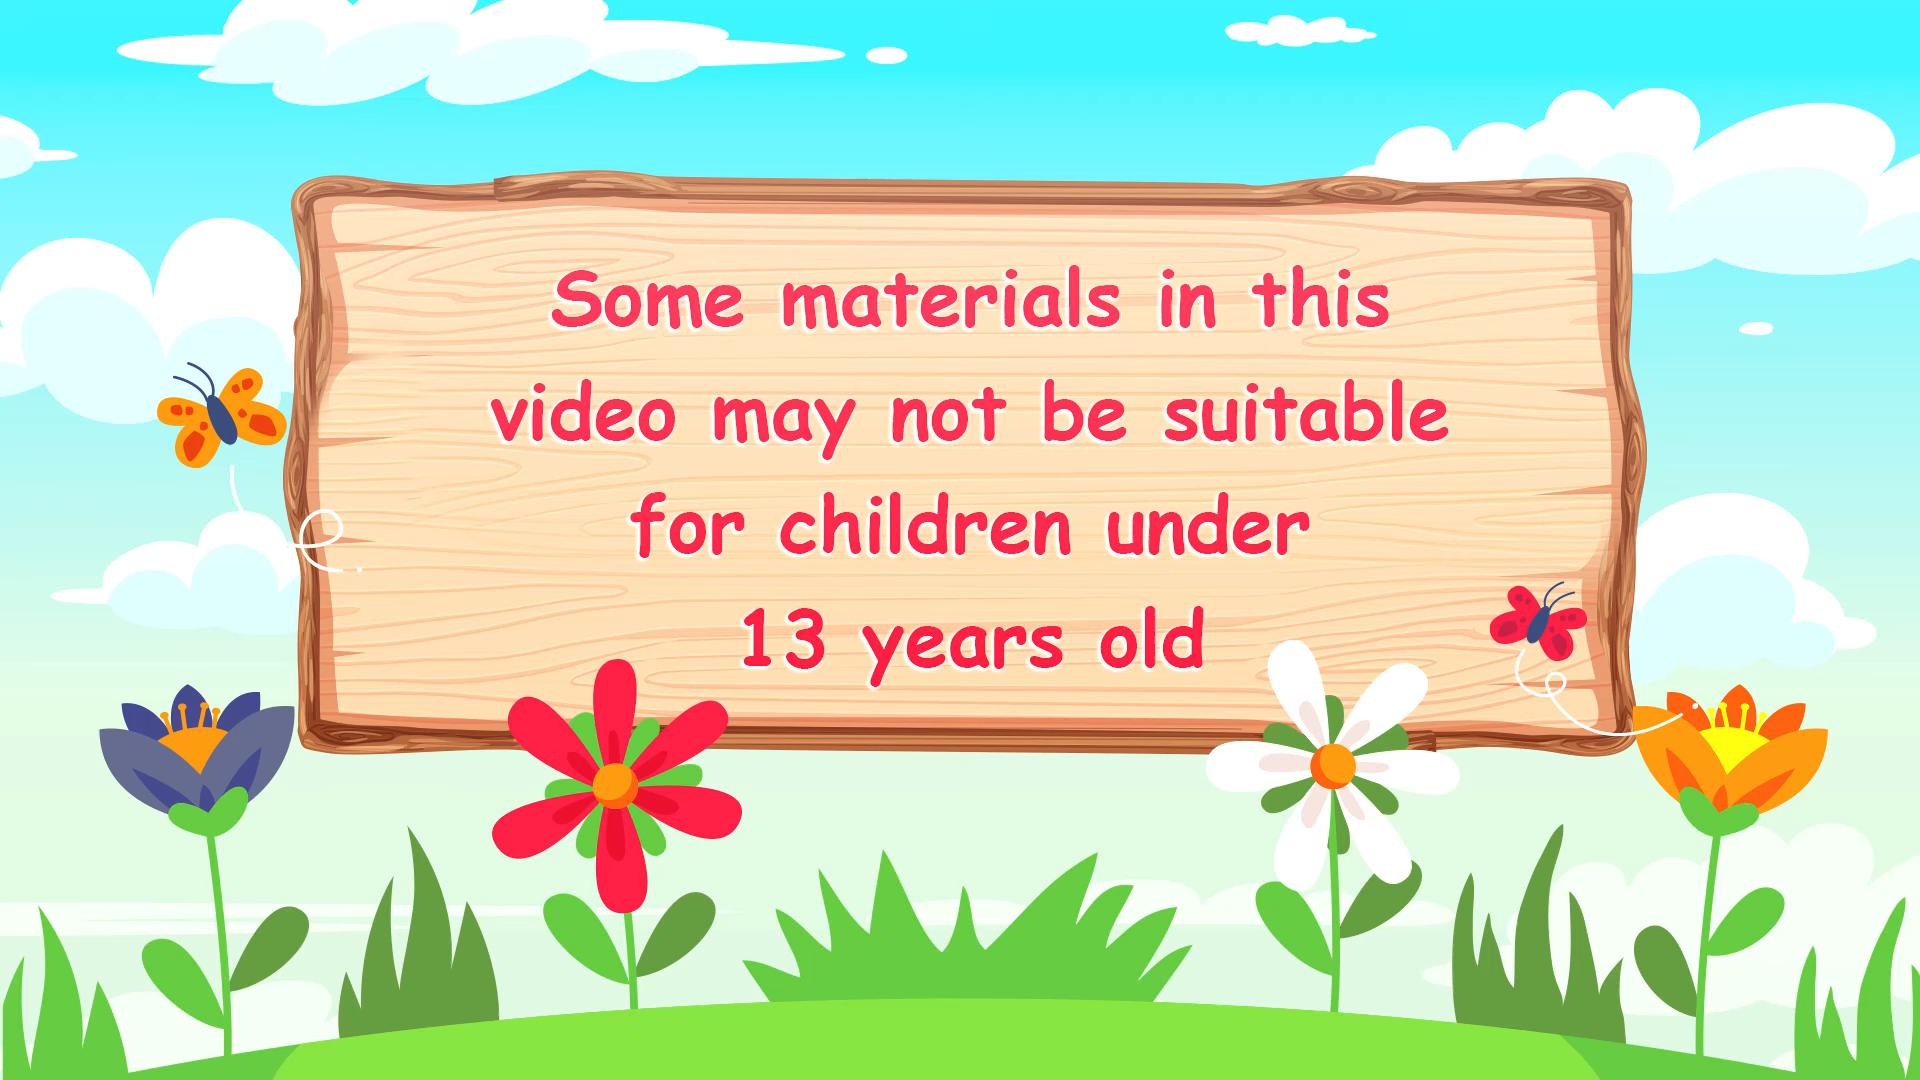 Some materials in this
video may not be suitable
for children under
13 years old